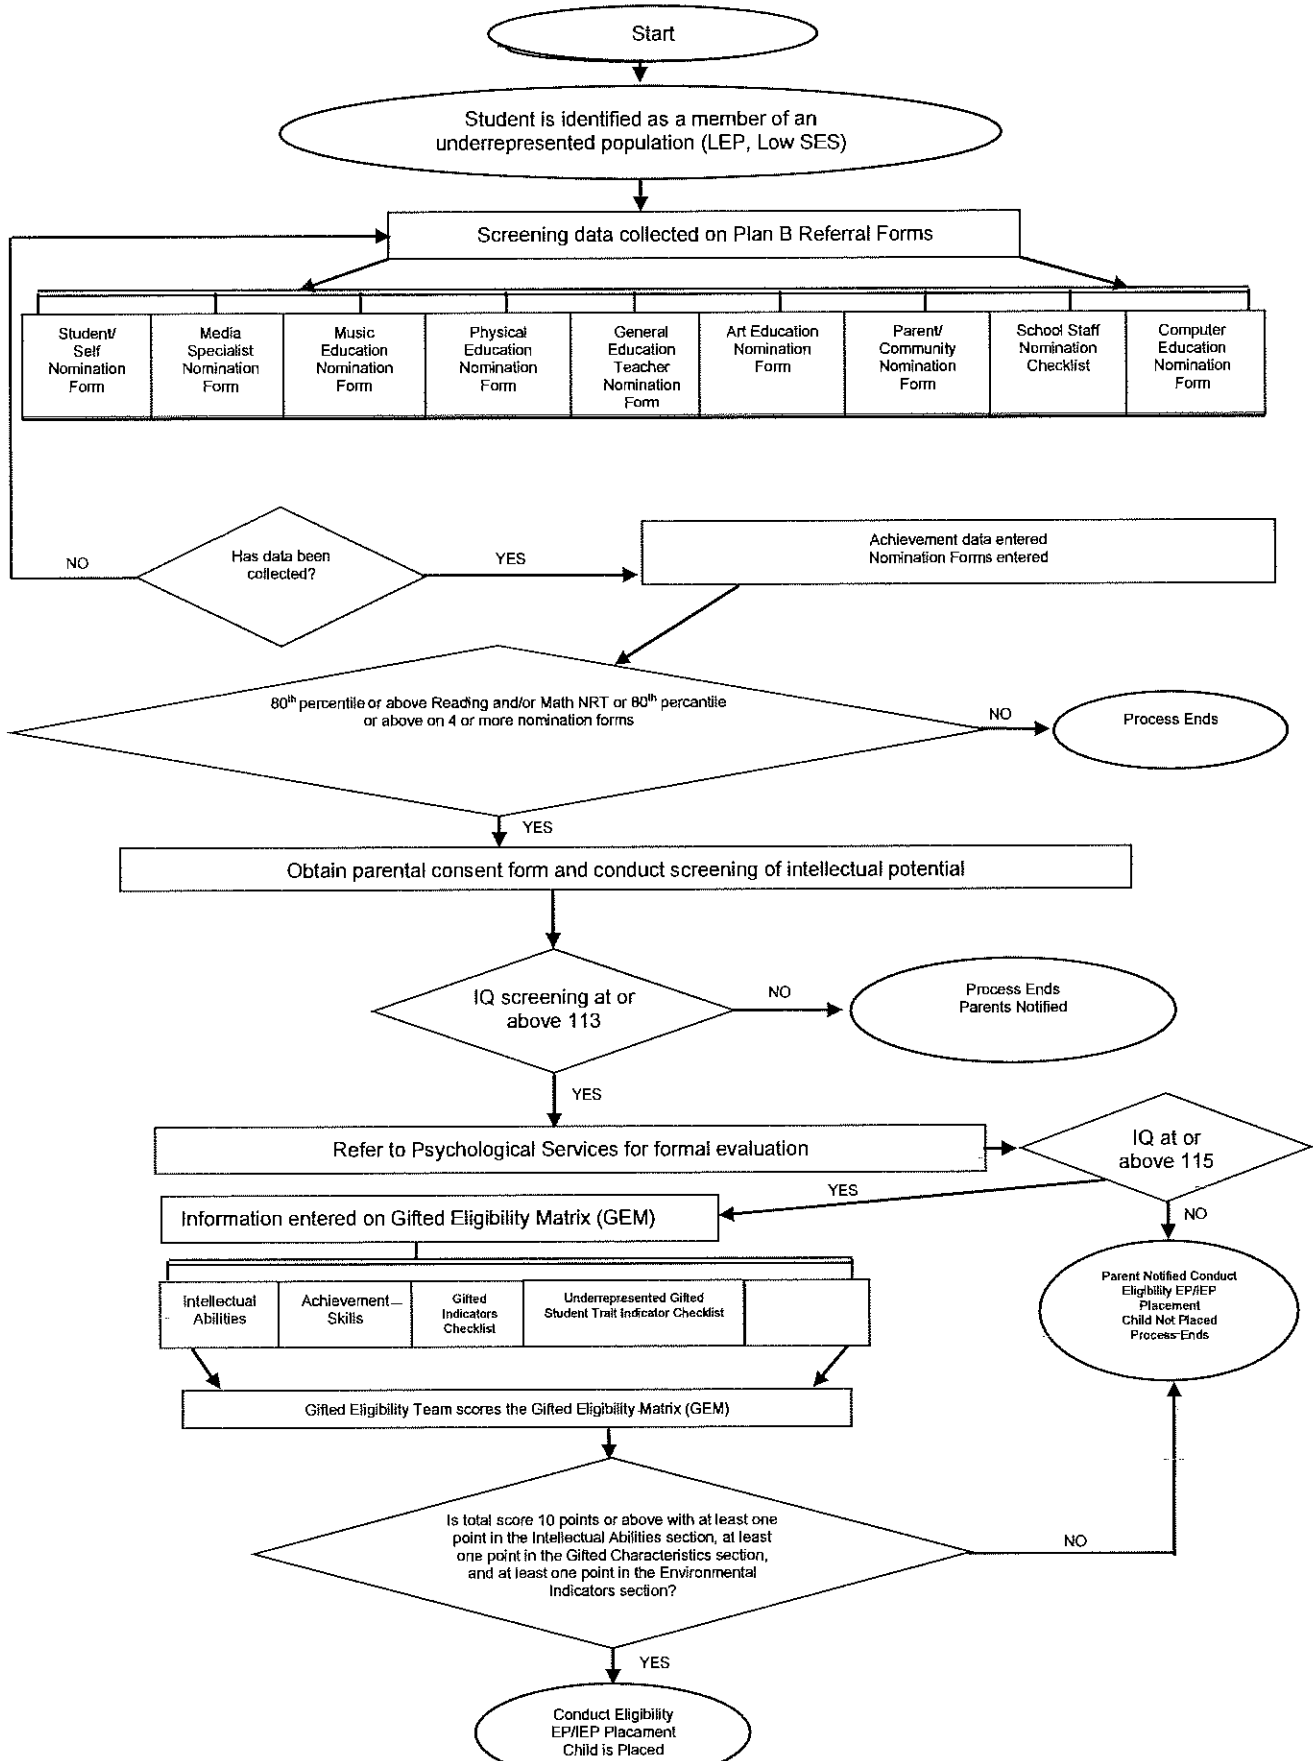 Start
Student is identified as a member of an
underrepresented population (LEP, Low SES)
Screening data collected on Plan B Referral Forms
Student/
Self
Nomination
Form
Media
Specialist
Nomination
Form
Music
Education
Nomination
Form
Physical
Education
Nomination
Form
General
Education
Teacher
Nomination
Form
Art Education
Nomination
Form
Parent/
Community
Nomination
Form
School Staff
Nomination
Checklist
Computer
Education
Nomination
Form
NO
Has data been
collected?
YES
Achievement data entered
Nomination Forms entered
80th percentile or above Reading and/or Math NRT or 80th percentile
or above on 4 or more nomination forms
NO
Process Ends
YES
Obtain parental consent form and conduct screening of intellectual potential
IQ screening at or
above 113
NO
Process Ends
Parents Notified
YES
Refer to Psychological Services for formal evaluation
IQ at or
above 115
YES
NO
Information entered on Gifted Eligibility Matrix (GEM)
Intellectual
Abilities
Achievement
Skills
Gifted
Indicators
Checklist
Underrepresented Gifted
Student Trait Indicator Checklist
Parent Notified Conduct
Eligibility EP/IEP
Placement
Child Not Placed
Process Ends
Gifted Eligibility Team scores the Gifted Eligibility Matrix (GEM)
Is total score 10 points or above with at least one
point in the Intellectual Abilities section, at least
one point in the Gifted Characteristics section,
and at least one point in the Environmental
Indicators section?
NO
YES
Conduct Eligibility
EP/IEP Placament
Child is Placed